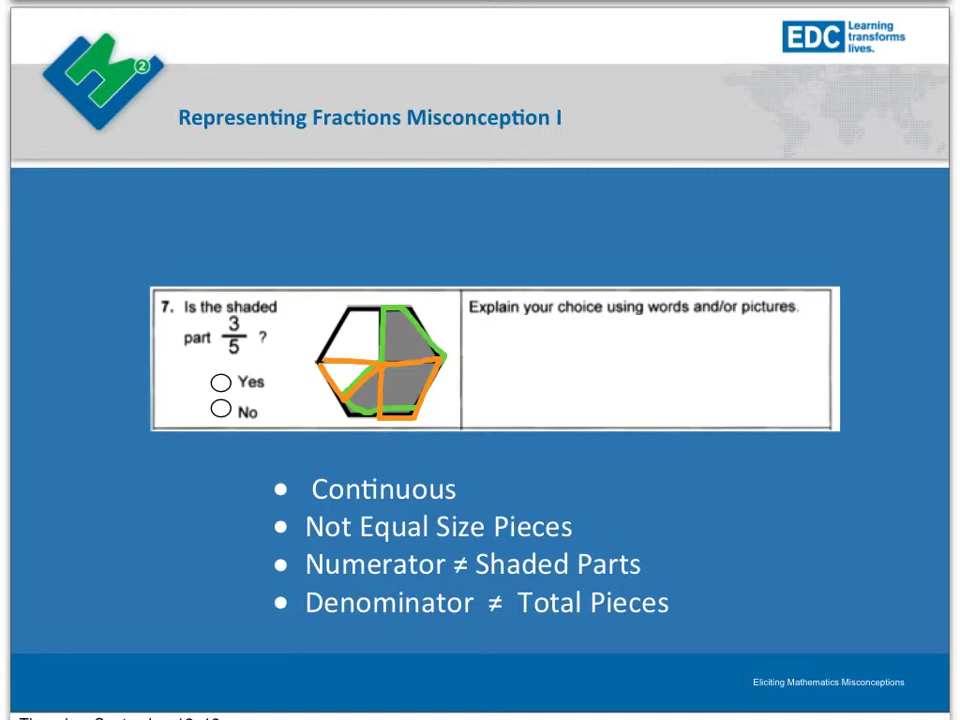 EDC Learning
transforms
lives.
2
Representing Fractions Misconception I
7. Is the shaded
part 3/5 ?
Yes
No
Explain your choice using words and/or pictures.
• Continuous
• Not Equal Size Pieces
• Numerator ≠ Shaded Parts
• Denominator ≠ Total Pieces
Eliciting Mathematics Misconceptions